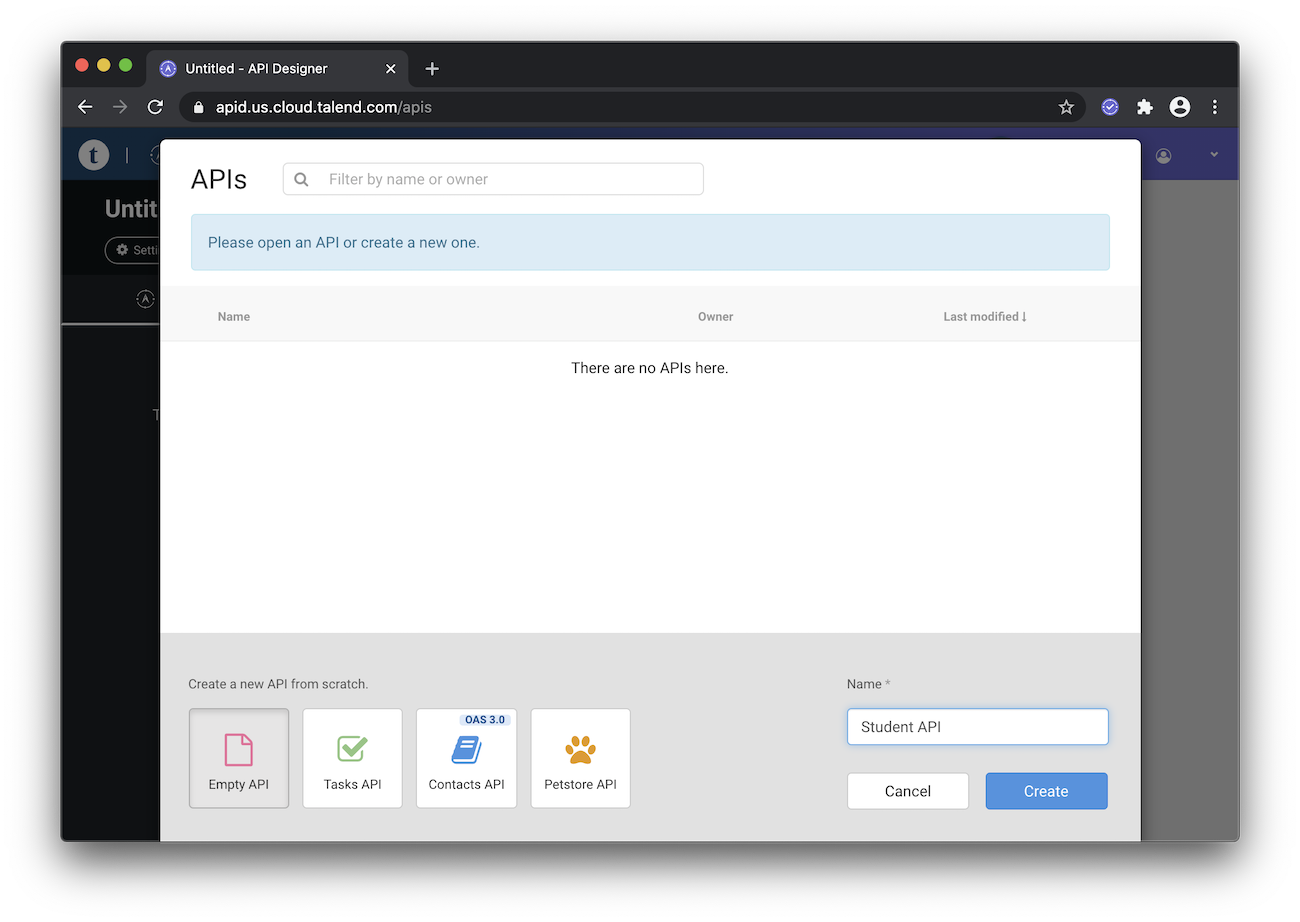 Untitled - API Designer
apid.us.cloud.talend.com/apis
t
APIs
Filter by name or owner
Untit
Setti
Please open an API or create a new one.
Name Owner Last modified
There are no APIs here.
T
Create a new API from scratch.
Name *
OAS 3.0
Student API
Empy API Tasks API Contacts API Petstore API
Cancel Create